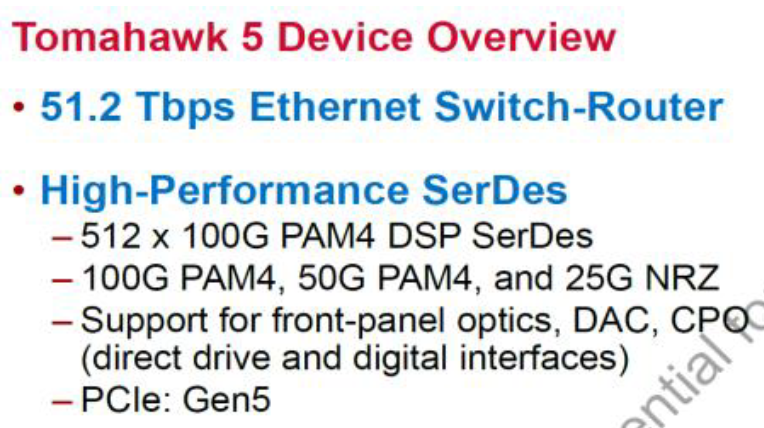 Tomahawk 5 Device Overview
• 51.2 Tbps Ethernet Switch-Router
• High-Performance SerDes
– 512 x 100G PAM4 DSP SerDes
– 100G PAM4, 50G PAM4, and 25G NRZ
– Support for front-panel optics, DAC, CPO
(direct drive and digital interfaces)
– PCIe: Gen5